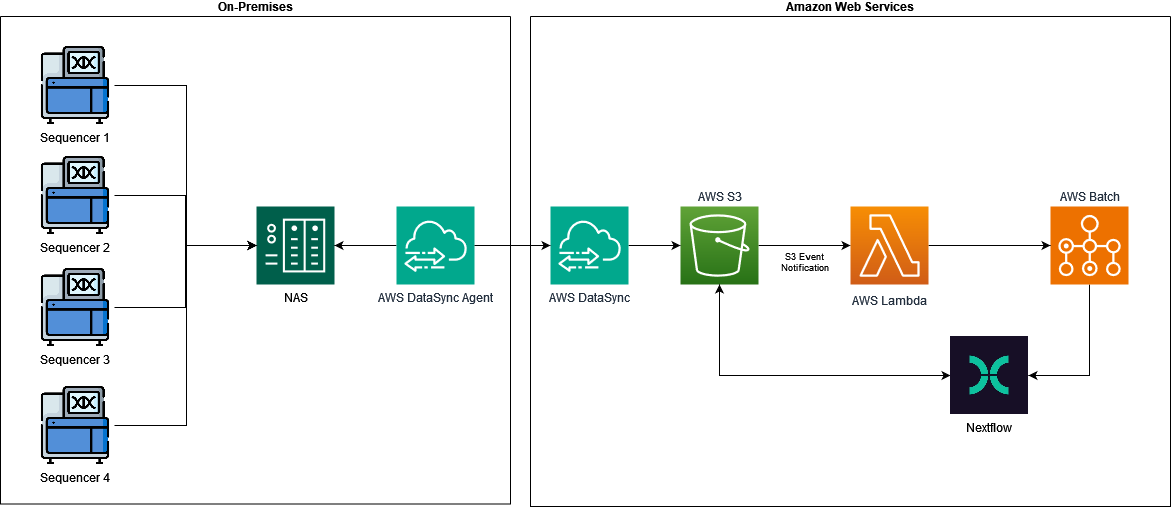 On-Premises
Amazon Web Services
Sequencer 1
Sequencer 2
Sequencer 3
Sequencer 4
NAS
AWS DataSync Agent
AWS DataSync
AWS S3
S3 Event
Notification
AWS Lambda
AWS Batch
Nextflow